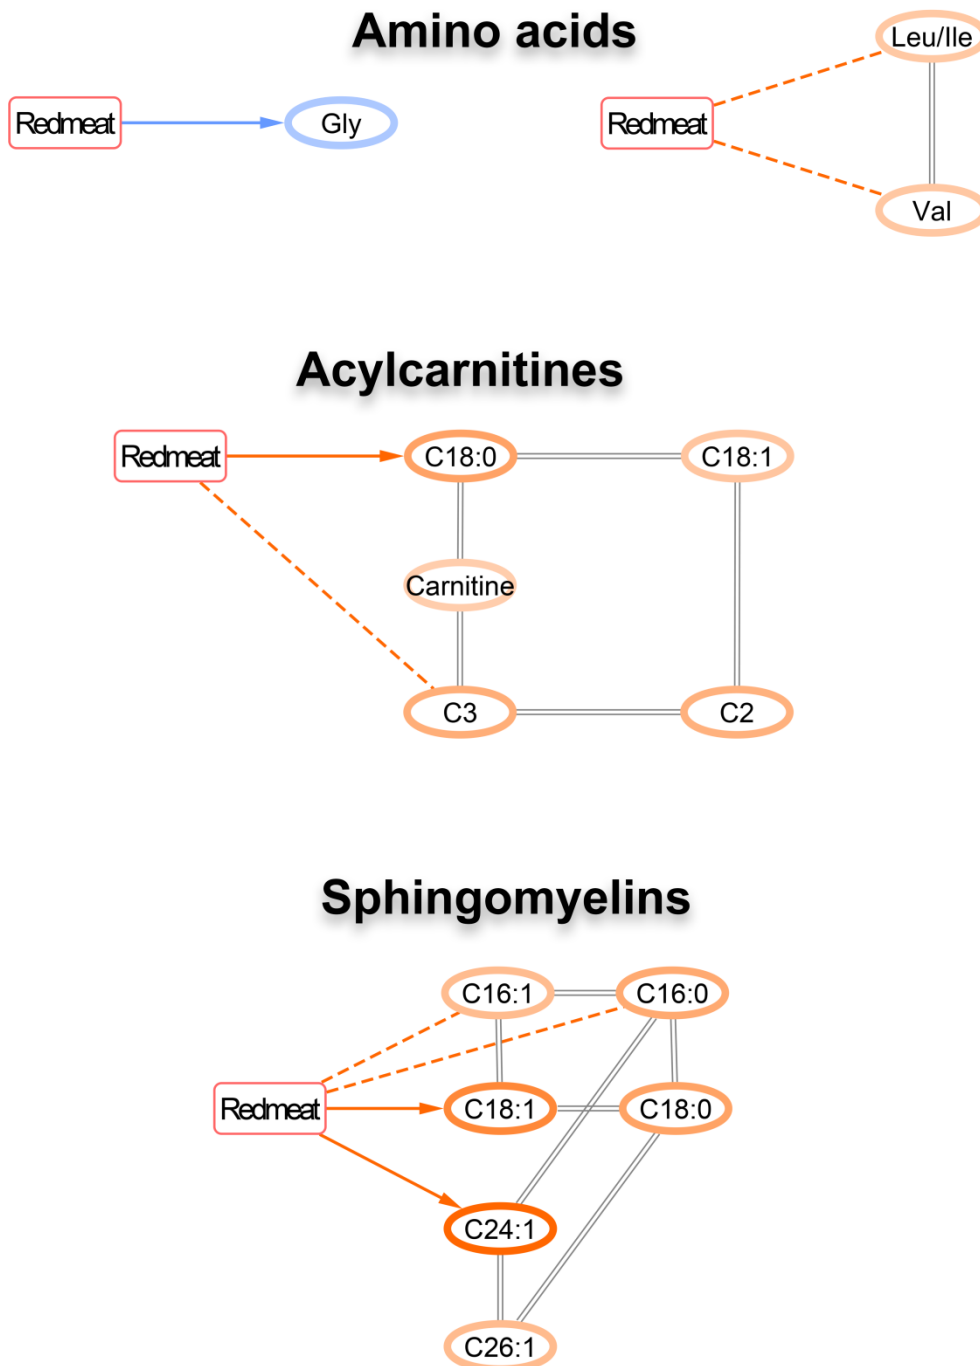 Amino acids
Leu/Ile
Redmeat
Gly
Redmeat
Val
Acylcarnitines
Redmeat
C18:0
C18:1
Carnitine
C3
C2
Sphingomyelins
C16:1
C16:0
Redmeat
C18:1
C18:0
C24:1
C26:1